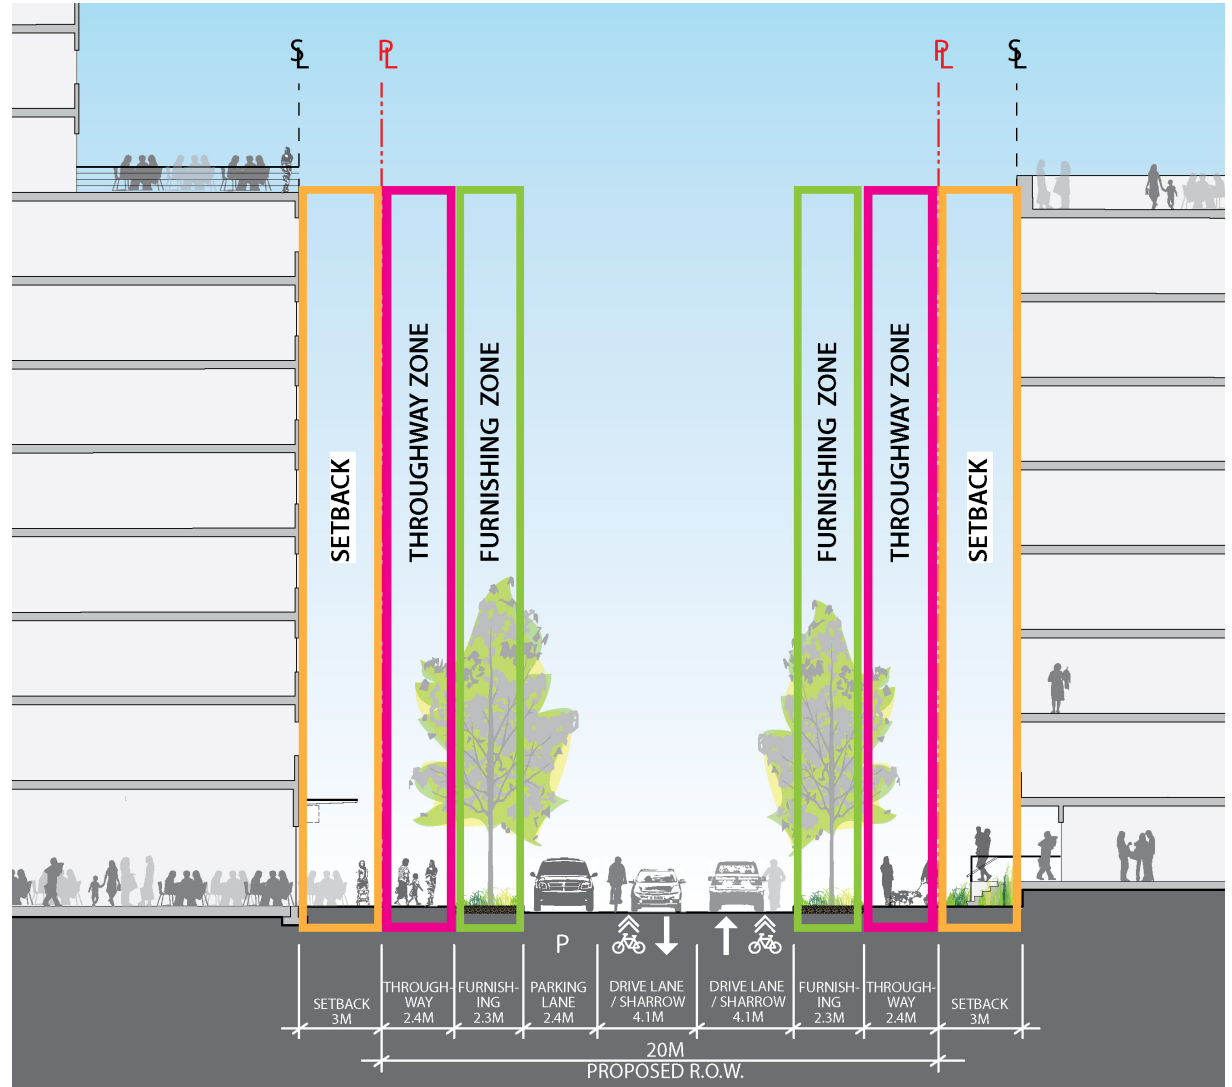 SL
PL
PL
SL
SETBACK
THROUGHWAY ZONE
FURNISHING ZONE
FURNISHING ZONE
THROUGHWAY ZONE
SETBACK
P
SETBACK
3M
THROUGH-
WAY
2.4M
FURNISH-
ING
2.3M
PARKING
LANE
2.4M
DRIVE LANE
/ SHARROW
4.1M
DRIVE LANE
/ SHARROW
4.1M
FURNISH-
ING
2.3M
THROUGH-
WAY
2.4M
SETBACK
3M
20M
PROPOSED R.O.W.